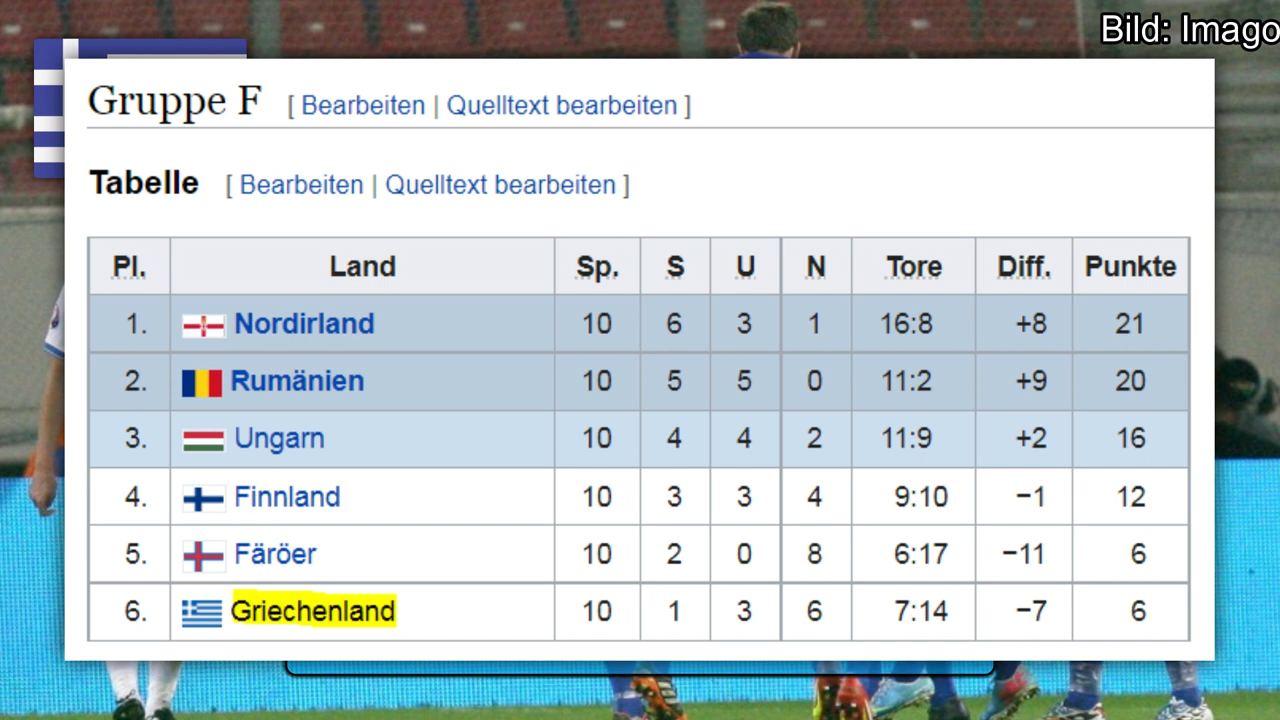 Bild: Imago
Gruppe F [ Bearbeiten | Quelltext bearbeiten ]
Tabelle [ Bearbeiten | Quelltext bearbeiten ]
Pl. Land Sp. S U N Tore Diff. Punkte
1. Nordirland 10 6 3 1 16:8 +8 21
2. Rumänien 10 5 5 0 11:2 +9 20
3. Ungarn 10 4 4 2 11:9 +2 16
4. Finnland 10 3 3 4 9:10 −1 12
5. Färöer 10 2 0 8 6:17 −11 6
6. Griechenland 10 1 3 6 7:14 −7 6